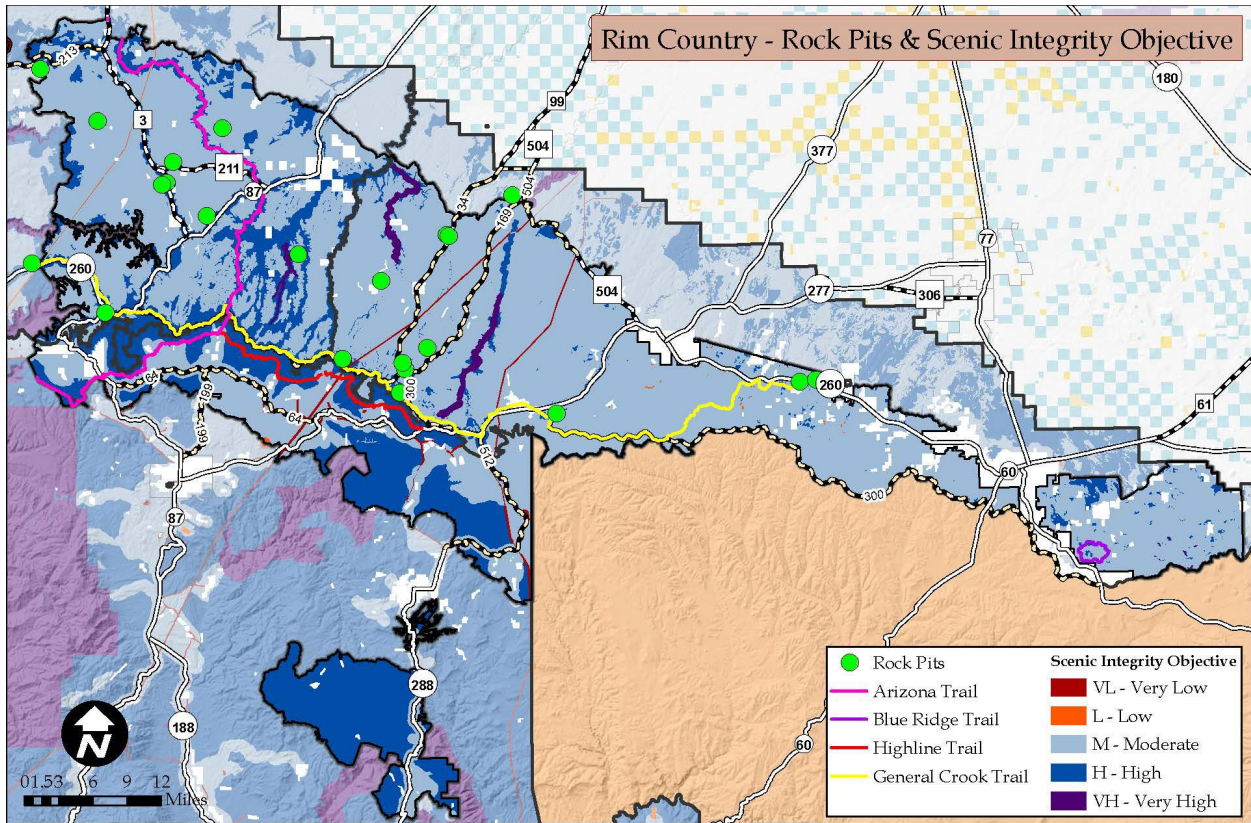 Rim Country - Rock Pits & Scenic Integrity Objective
213
3
99
180
504
377
211
87
34
169
504
77
260
504
277
306
300
260
64
199
199
64
512
61
60
300
87
288
188
60
Rock Pits
Arizona Trail
Blue Ridge Trail
Highline Trail
General Crook Trail
Scenic Integrity Objective
VL - Very Low
L - Low
M - Moderate
H - High
VH - Very High
N
01.53 6 9 12
Miles